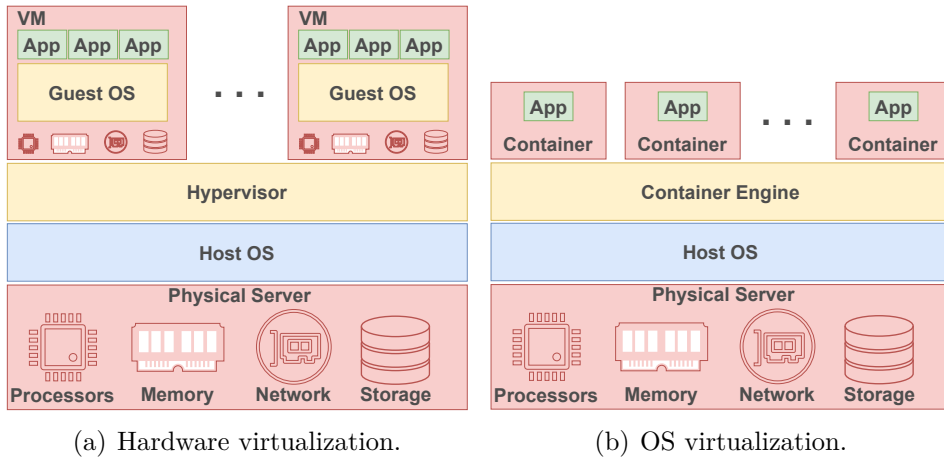 VM
App App App
Guest OS
. . .
VM
App App App
Guest OS
Hypervisor
Host OS
Physical Server
Processors Memory Network Storage
(a) Hardware virtualization.
App
Container
App
Container
. . .
App
Container
Container Engine
Host OS
Physical Server
Processors Memory Network Storage
(b) OS virtualization.